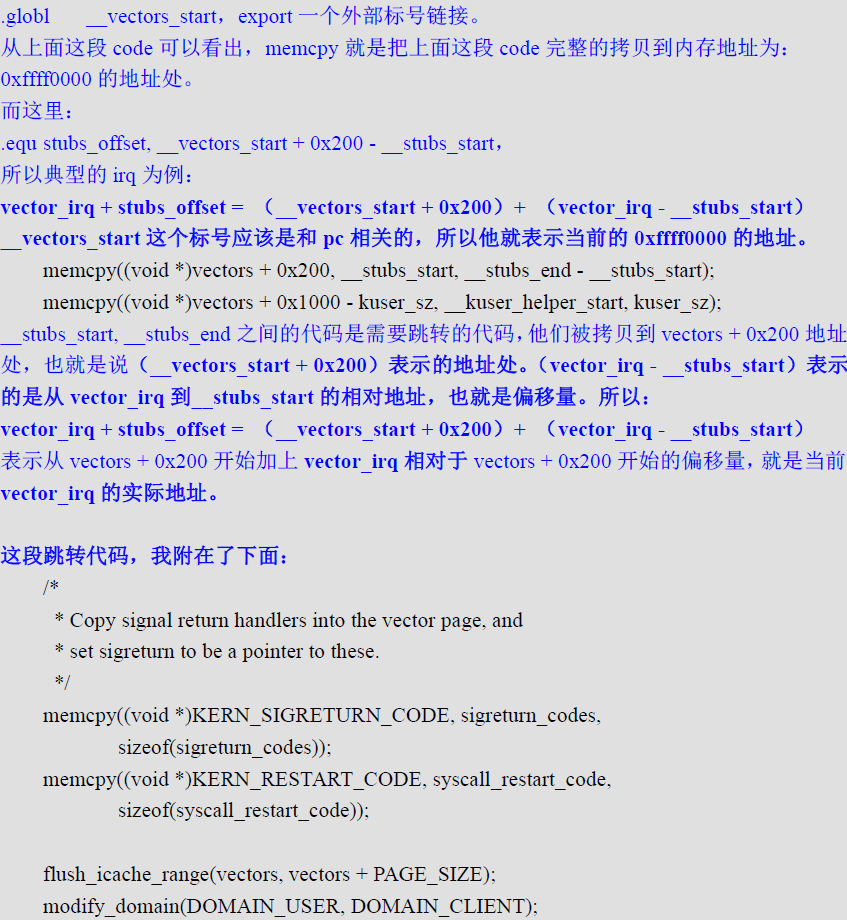 .globl __vectors_start，export 一个外部标号链接。
从上面这段 code 可以看出，memcpy 就是把上面这段 code 完整的拷贝到内存地址为：
0xffff0000 的地址处。
而这里：
.equ stubs_offset, __vectors_start + 0x200 - __stubs_start，
所以典型的 irq 为例：
vector_irq + stubs_offset = （__vectors_start + 0x200）+ （vector_irq - __stubs_start）
__vectors_start 这个标号应该是和 pc 相关的，所以他就表示当前的 0xffff0000 的地址。
memcpy((void *)vectors + 0x200, __stubs_start, __stubs_end - __stubs_start);
memcpy((void *)vectors + 0x1000 - kuser_sz, __kuser_helper_start, kuser_sz);
__stubs_start, __stubs_end 之间的代码是需要跳转的代码，他们被拷贝到 vectors + 0x200 地址
处，也就是说（__vectors_start + 0x200）表示的地址处。（vector_irq - __stubs_start）表示
的是从 vector_irq 到__stubs_start 的相对地址，也就是偏移量。所以：
vector_irq + stubs_offset = （__vectors_start + 0x200）+ （vector_irq - __stubs_start）
表示从 vectors + 0x200 开始加上 vector_irq 相对于 vectors + 0x200 开始的偏移量，就是当前
vector_irq 的实际地址。
这段跳转代码，我附在了下面：
/*
* Copy signal return handlers into the vector page, and
* set sigreturn to be a pointer to these.
*/
memcpy((void *)KERN_SIGRETURN_CODE, sigreturn_codes,
sizeof(sigreturn_codes));
memcpy((void *)KERN_RESTART_CODE, syscall_restart_code,
sizeof(syscall_restart_code));
flush_icache_range(vectors, vectors + PAGE_SIZE);
modify_domain(DOMAIN_USER, DOMAIN_CLIENT);